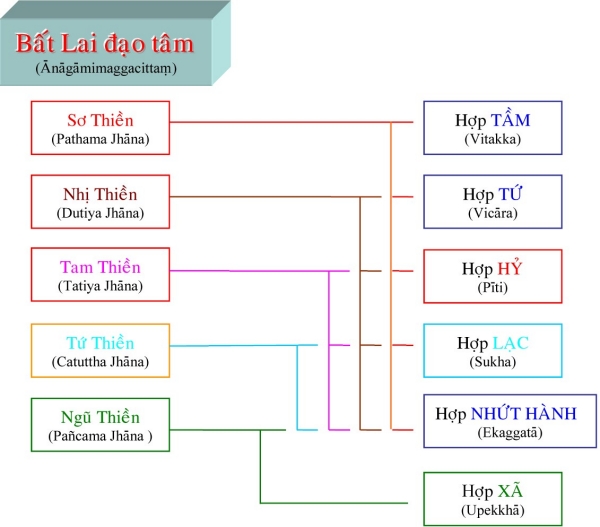 Bất Lai đạo tâm
(Ānāgāmimaggacittaṃ)
Sơ Thiền
(Pathama Jhāna)
Hợp TẦM
(Vitakka)
Nhị Thiền
(Dutiya Jhāna)
Hợp TỨ
(Vicāra)
Tam Thiền
(Tatiya Jhāna)
Hợp HỶ
(Pīti)
Tứ Thiền
(Catuttha Jhāna)
Hợp LẠC
(Sukha)
Ngũ Thiền
(Pañcama Jhāna )
Hợp NHỨT HÀNH
(Ekaggatā)
Hợp XÃ
(Upekkhā)